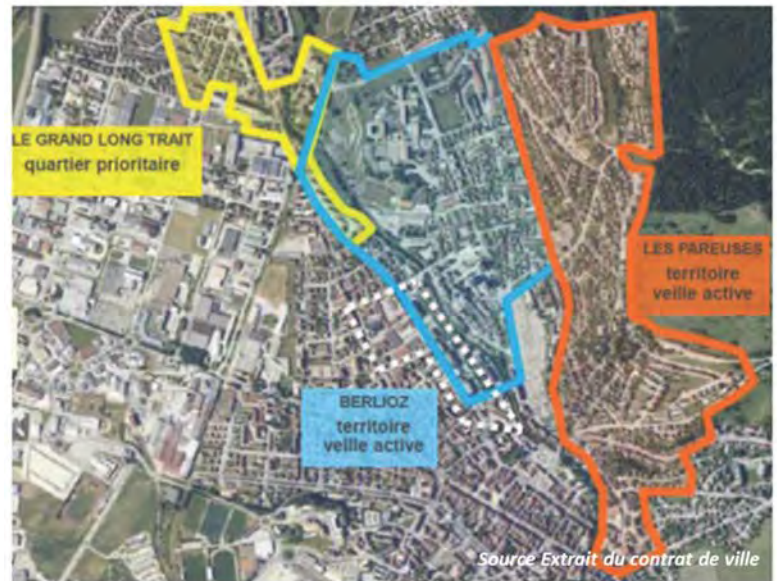 LE GRAND LONG TRAIT
quartier prioritaire
LES PAREUSES
territoire
veille active
BERLIOZ
territoire
veille active
Source Extrait du contrat de ville